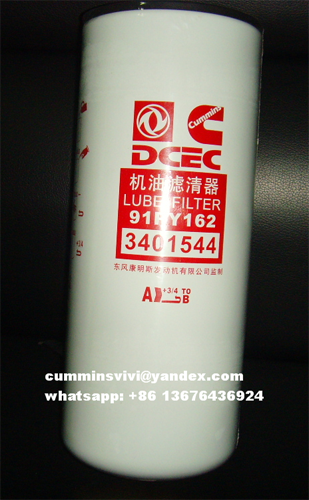 Cummins
DCEC
机油滤清器
LUBE FILTER
91FY162
3401544
东风康明斯发动机有限公司监制
A +3/4 TO B
cumminsvivi@yandex.com
whatsapp: +86 13676436924